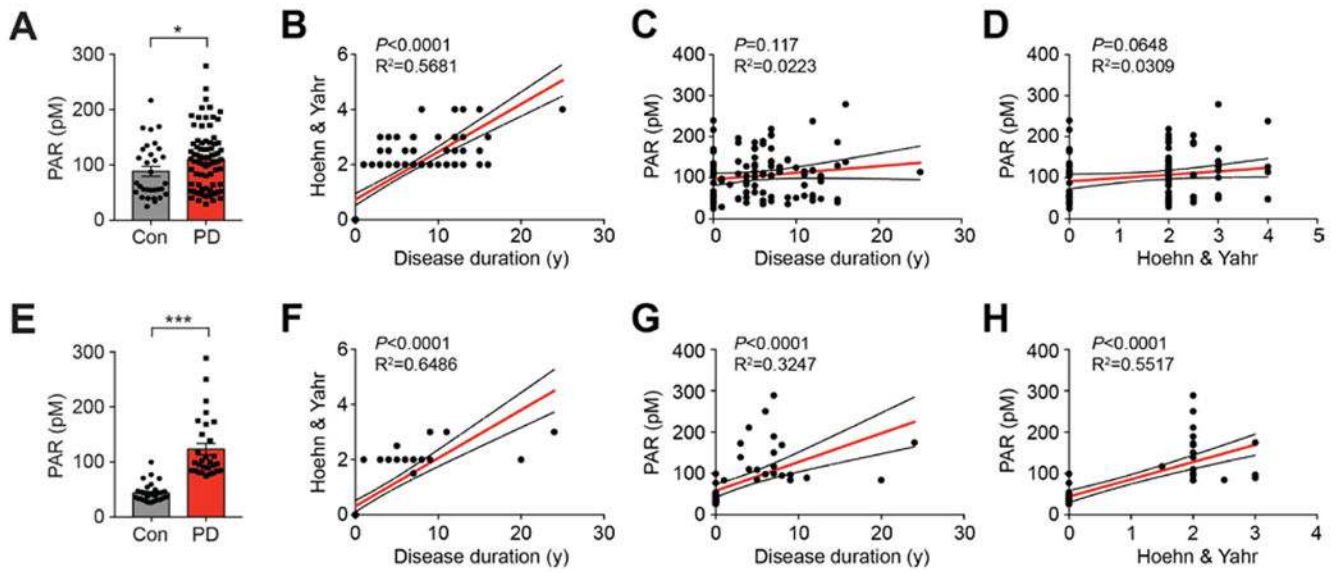 A
*
300
200
100
0
PAR (pM)
Con PD
B
P<0.0001
R²=0.5681
6
4
2
0
Hoehn & Yahr
0 10 20 30
Disease duration (y)
C
P=0.117
R²=0.0223
400
300
200
100
0
PAR (pM)
0 10 20 30
Disease duration (y)
D
P=0.0648
R²=0.0309
400
300
200
100
0
PAR (pM)
0 1 2 3 4 5
Hoehn & Yahr
E
***
300
200
100
0
PAR (pM)
Con PD
F
P<0.0001
R²=0.6486
6
4
2
0
Hoehn & Yahr
0 10 20 30
Disease duration (y)
G
P<0.0001
R²=0.3247
400
300
200
100
0
PAR (pM)
0 10 20 30
Disease duration (y)
H
P<0.0001
R²=0.5517
400
300
200
100
0
PAR (pM)
0 1 2 3 4
Hoehn & Yahr